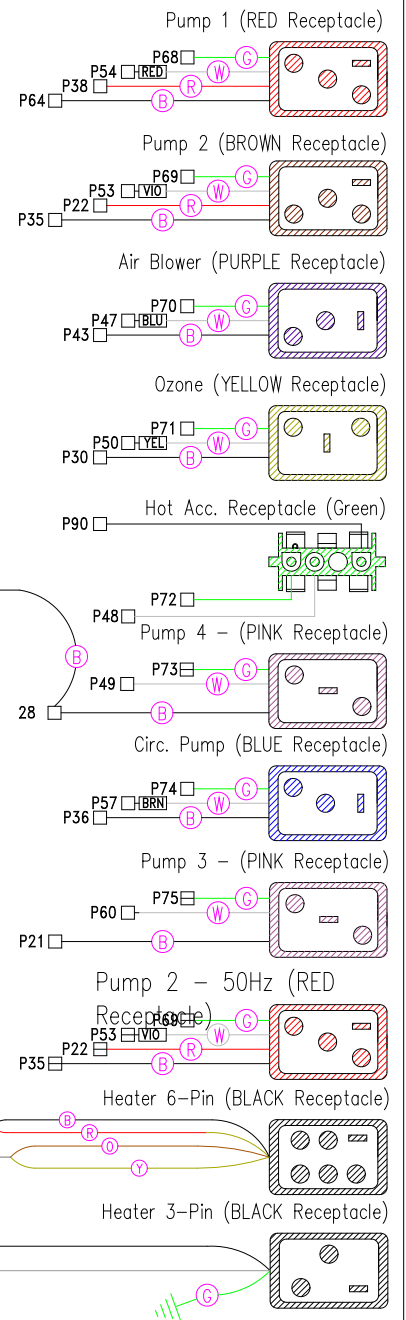 Pump 1 (RED Receptacle)
P68 G
P54 RED W
P38 R
P64 B
Pump 2 (BROWN Receptacle)
P69 G
P53 VIO W
P22 R
P35 B
Air Blower (PURPLE Receptacle)
P70 G
P47 BLU W
P43 B
Ozone (YELLOW Receptacle)
P71 G
P50 YEL W
P30 B
Hot Acc. Receptacle (Green)
P90
P72
P48
Pump 4 - (PINK Receptacle)
B
P73 G
P49 W
28 B
Circ. Pump (BLUE Receptacle)
P74 G
P57 BRN W
P36 B
Pump 3 - (PINK Receptacle)
P75 G
P60 W
P21 B
Pump 2 - 50Hz (RED
Receptacle)
P69 G
P53 VIO W
P22 R
P35 B
Heater 6-Pin (BLACK Receptacle)
B
R
O
Y
Heater 3-Pin (BLACK Receptacle)
G